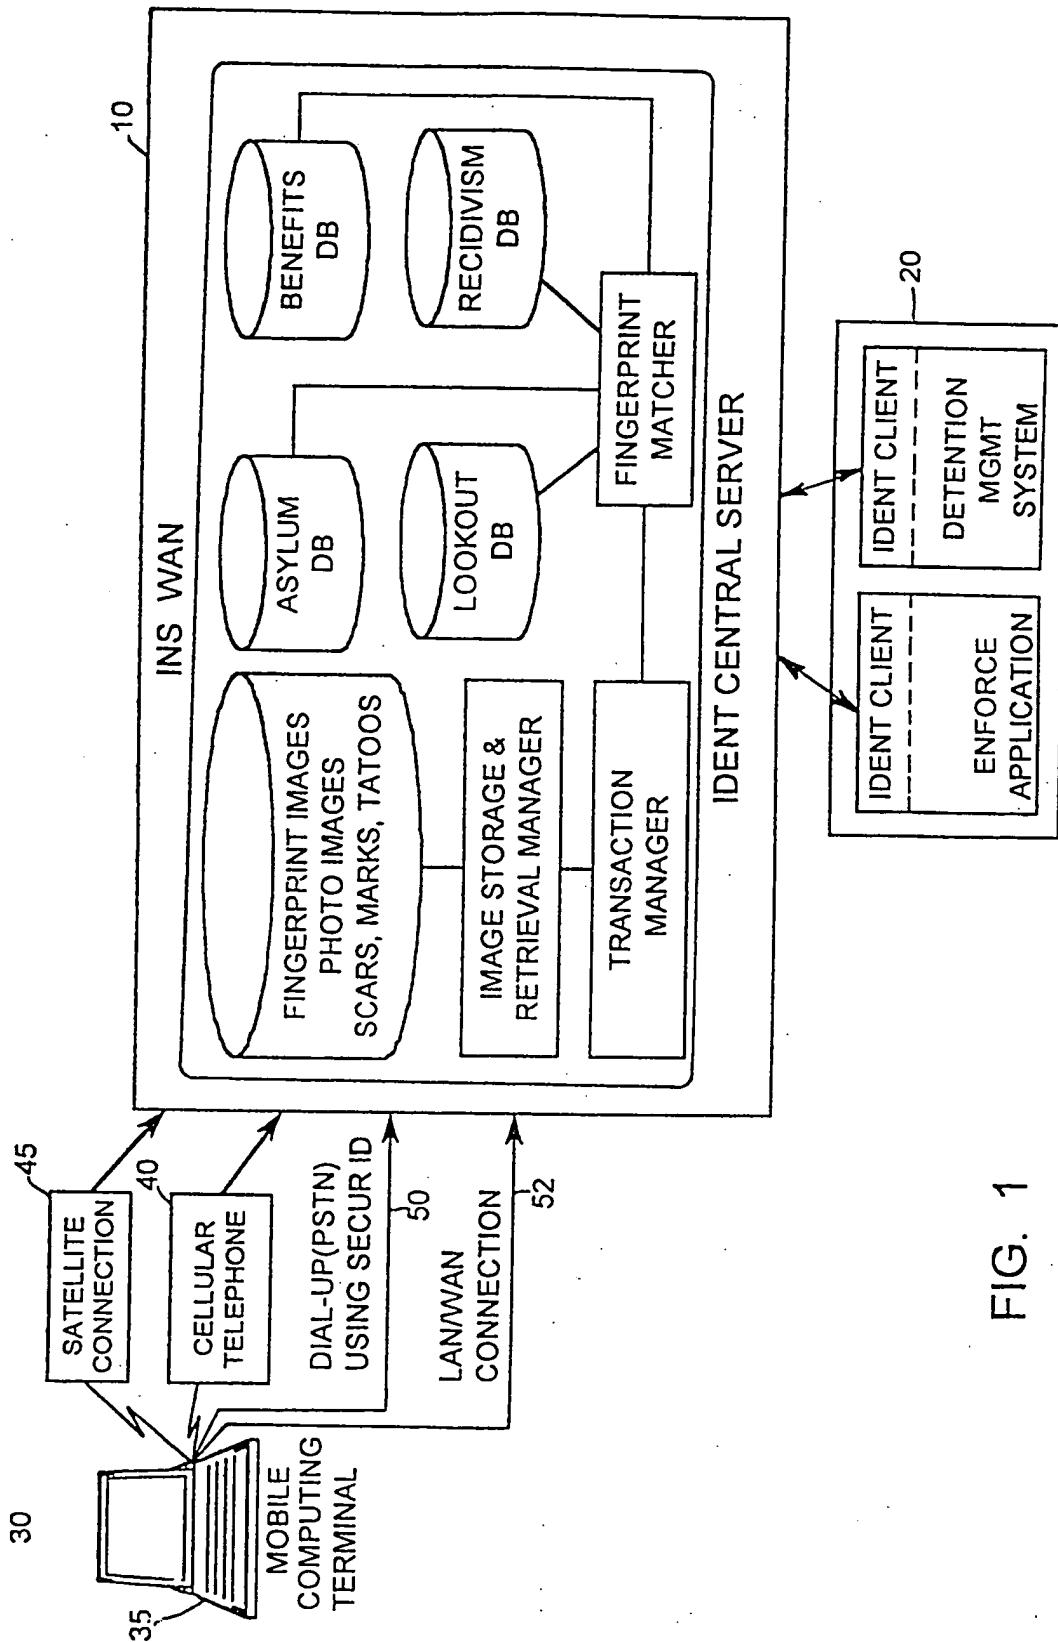 30
35
MOBILE
COMPUTING
TERMINAL
45
SATELLITE
CONNECTION
40
CELLULAR
TELEPHONE
DIAL-UP(PSTN)
USING SECUR ID
50
LAN/WAN
CONNECTION
52
10
INS WAN
FINGERPRINT IMAGES
PHOTO IMAGES
SCARS, MARKS, TATOOS
ASYLUM
DB
BENEFITS
DB
IMAGE STORAGE &
RETRIEVAL MANAGER
LOOKOUT
DB
RECIDIVISM
DB
TRANSACTION
MANAGER
FINGERPRINT
MATCHER
IDENT CENTRAL SERVER
20
IDENT CLIENT
ENFORCE
APPLICATION
IDENT CLIENT
DETENTION
MGMT
SYSTEM
FIG. 1